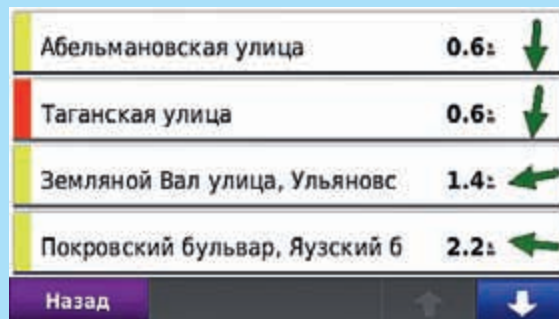 Абельмановская улица 0.6
Таганская улица 0.6
Земляной Вал улица, Ульяновс 1.4
Покровский бульвар, Яузский б 2.2
Назад